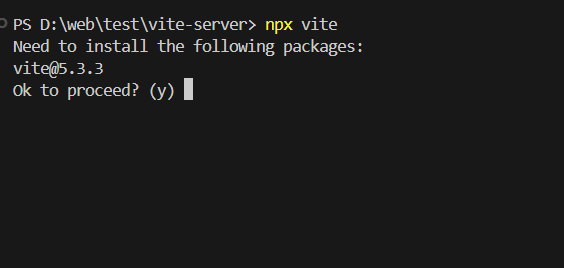 PS D:\web\test\vite-server> npx vite
Need to install the following packages:
vite@5.3.3
Ok to proceed? (y)